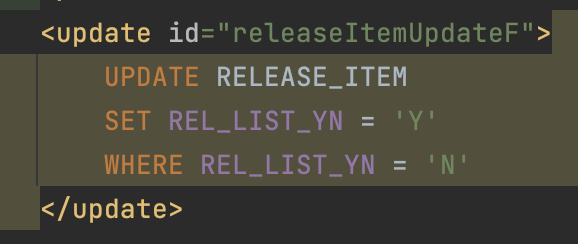 <update id="releaseItemUpdateF">
UPDATE RELEASE_ITEM
SET REL_LIST_YN = 'Y'
WHERE REL_LIST_YN = 'N'
</update>